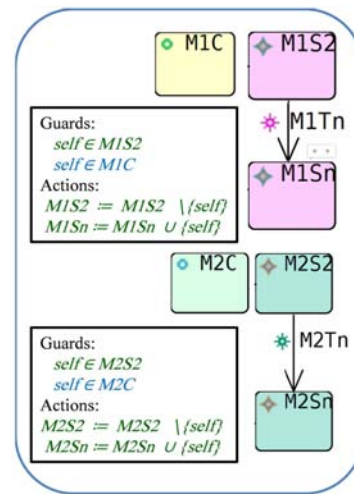 M1C
M1S2
M1Tn
Guards:
self ∈ M1S2
self ∈ M1C
Actions:
M1S2 := M1S2 \{self}
M1Sn := M1Sn ∪ {self}
M1Sn
M2C
M2S2
M2Tn
Guards:
self ∈ M2S2
self ∈ M2C
Actions:
M2S2 := M2S2 \{self}
M2Sn := M2Sn ∪ {self}
M2Sn